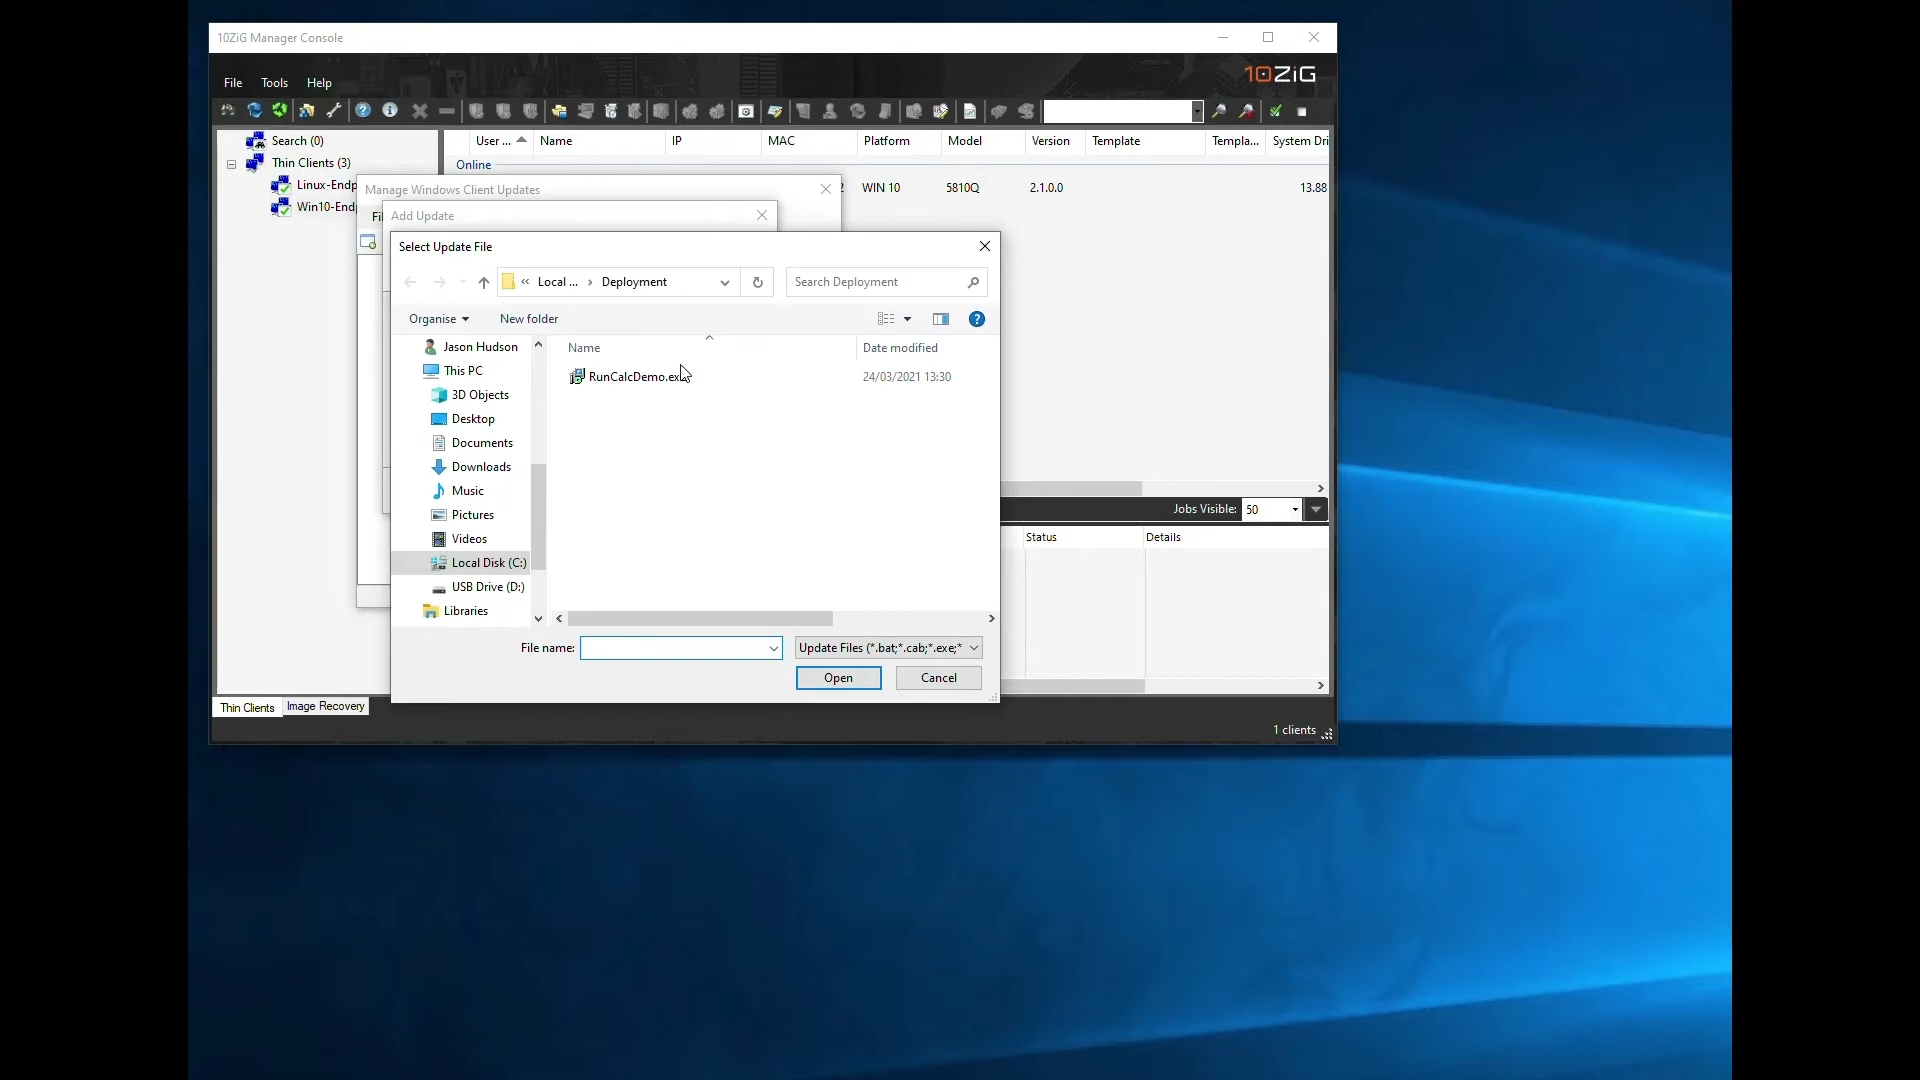 10ZiG Manager Console
10ZiG
File Tools Help
Search (0)
Thin Clients (3)
Linux-Endp
Win10-Endp
User ... Name IP MAC Platform Model Version Template Templa... System Dri
Online
2 WIN 10 5810Q 2.1.0.0 13.88
Manage Windows Client Updates
Fil
Add Update
Select Update File
« Local ... › Deployment
Search Deployment
Organise New folder
Jason Hudson
This PC
3D Objects
Desktop
Documents
Downloads
Music
Pictures
Videos
Local Disk (C:)
USB Drive (D:)
Libraries
Name Date modified
RunCalcDemo.ex 24/03/2021 13:30
File name: Update Files (*.bat;*.cab;*.exe;*
Open Cancel
Jobs Visible: 50
Status Details
Thin Clients Image Recovery
1 clients